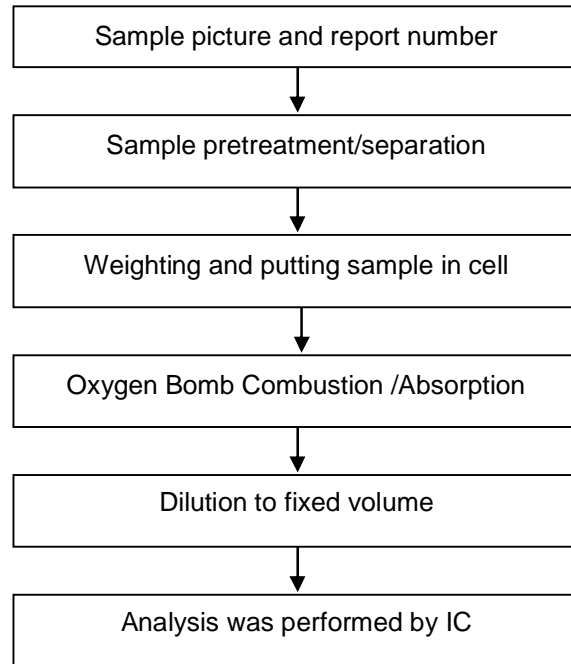 Sample picture and report number
Sample pretreatment/separation
Weighting and putting sample in cell
Oxygen Bomb Combustion /Absorption
Dilution to fixed volume
Analysis was performed by IC